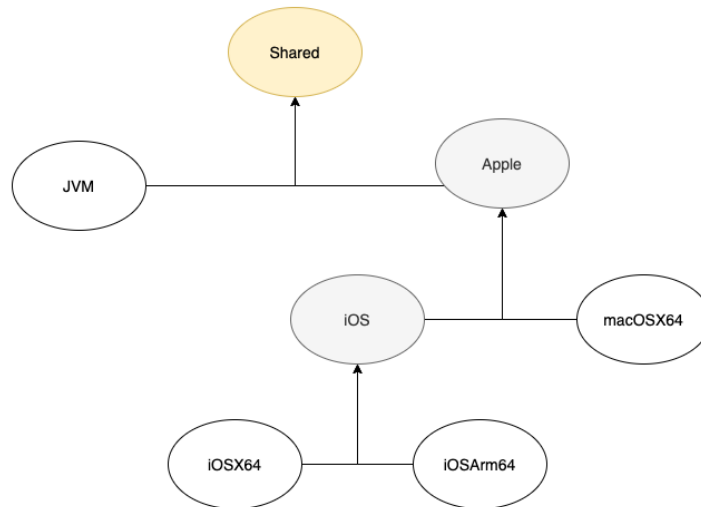 Shared
JVM
Apple
iOS
macOSX64
iOSX64
iOSArm64